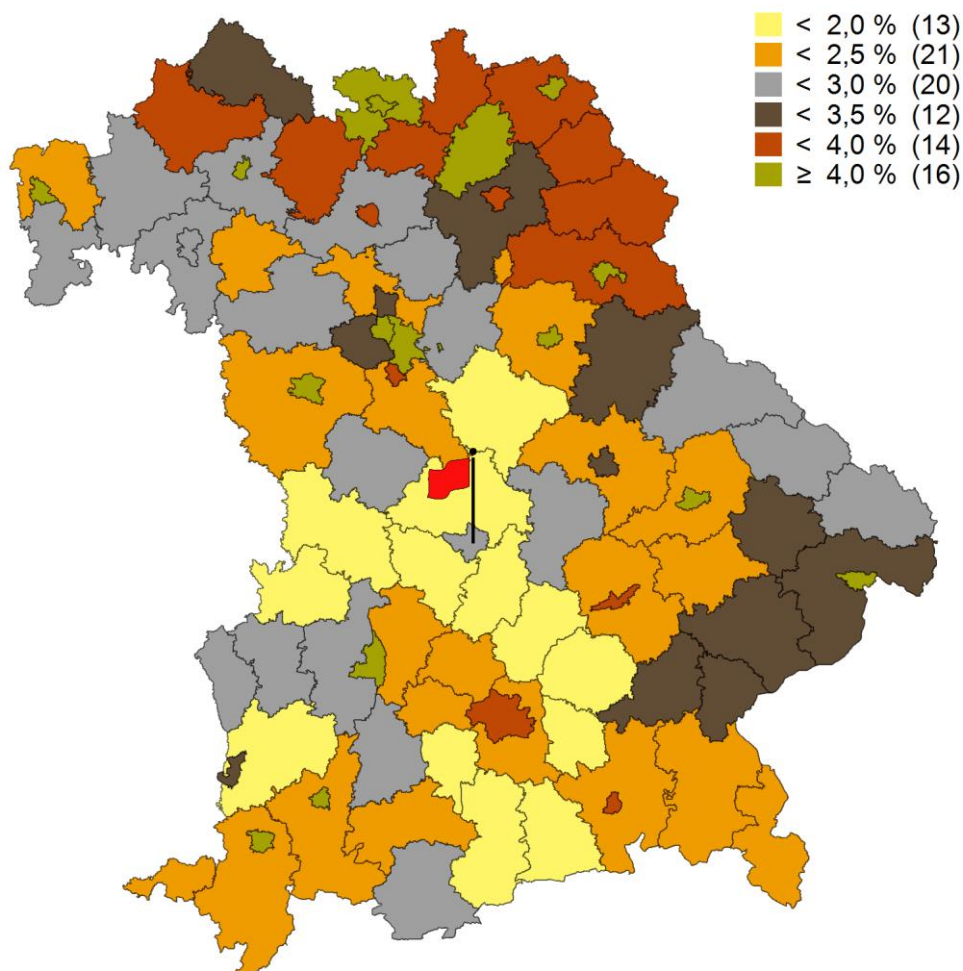 < 2,0 % (13)
< 2,5 % (21)
< 3,0 % (20)
< 3,5 % (12)
< 4,0 % (14)
≥ 4,0 % (16)